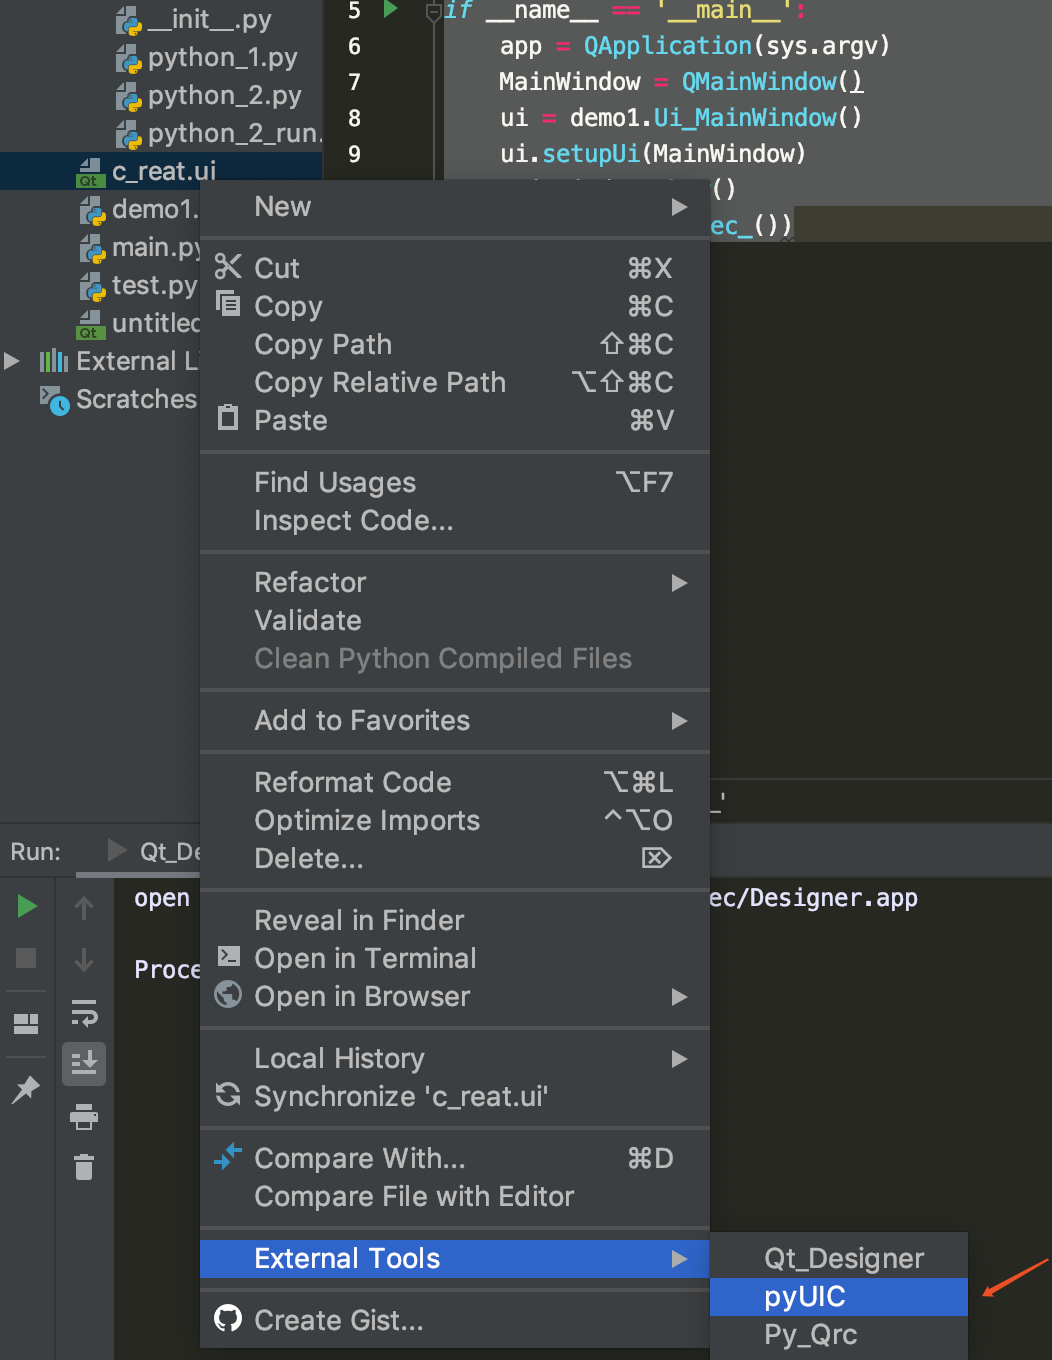 __init__.py
python_1.py
python_2.py
python_2_run.
c_reat.ui
demo1.
main.py
test.py
untitled
External Li
Scratches
5 if __name__ == '__main__':
6 app = QApplication(sys.argv)
7 MainWindow = QMainWindow()
8 ui = demo1.Ui_MainWindow()
9 ui.setupUi(MainWindow)
()
ec_())
New
Cut ⌘X
Copy ⌘C
Copy Path ⇧⌘C
Copy Relative Path ⌥⇧⌘C
Paste ⌘V
Find Usages ⌥F7
Inspect Code...
Refactor
Validate
Clean Python Compiled Files
Add to Favorites
Reformat Code ⌥⌘L
Optimize Imports ^⌥O
Delete... ⌦
Reveal in Finder
Open in Terminal
Open in Browser
Local History
Synchronize 'c_reat.ui'
Compare With... ⌘D
Compare File with Editor
External Tools
Create Gist...
Qt_Designer
pyUIC
Py_Qrc
_'
Run: Qt_De
open ec/Designer.app
Proce
Qt
Qt